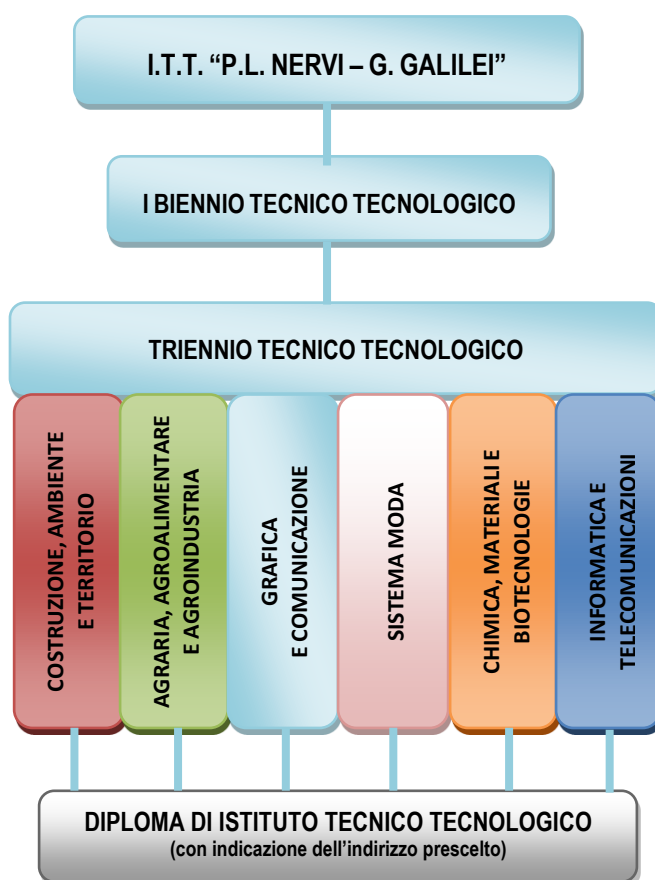 I.T.T. “P.L. NERVI – G. GALILEI”
I BIENNIO TECNICO TECNOLOGICO
TRIENNIO TECNICO TECNOLOGICO
COSTRUZIONE, AMBIENTE
E TERRITORIO
AGRARIA, AGROALIMENTARE
E AGROINDUSTRIA
GRAFICA
E COMUNICAZIONE
SISTEMA MODA
CHIMICA, MATERIALI E
BIOTECNOLOGIE
INFORMATICA E
TELECOMUNICAZIONI
DIPLOMA DI ISTITUTO TECNICO TECNOLOGICO
(con indicazione dell’indirizzo prescelto)